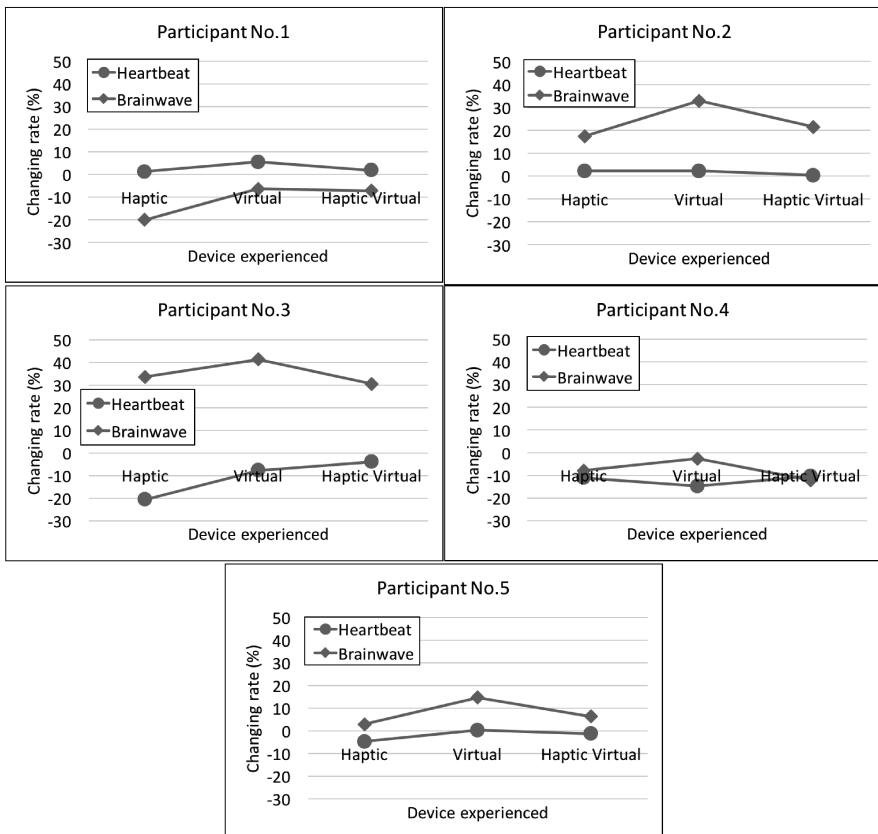 Participant No.1
Changing rate (%)
50
40
30
20
10
0
-10
-20
-30
Heartbeat
Brainwave
Haptic
Virtual
Haptic Virtual
Device experienced
Participant No.2
Changing rate (%)
50
40
30
20
10
0
-10
-20
-30
Heartbeat
Brainwave
Haptic
Virtual
Haptic Virtual
Device experienced
Participant No.3
Changing rate (%)
50
40
30
20
10
0
-10
-20
-30
Heartbeat
Brainwave
Haptic
Virtual
Haptic Virtual
Device experienced
Participant No.4
Changing rate (%)
50
40
30
20
10
0
-10
-20
-30
Heartbeat
Brainwave
Haptic
Virtual
Haptic Virtual
Device experienced
Participant No.5
Changing rate (%)
50
40
30
20
10
0
-10
-20
-30
Heartbeat
Brainwave
Haptic
Virtual
Haptic Virtual
Device experienced